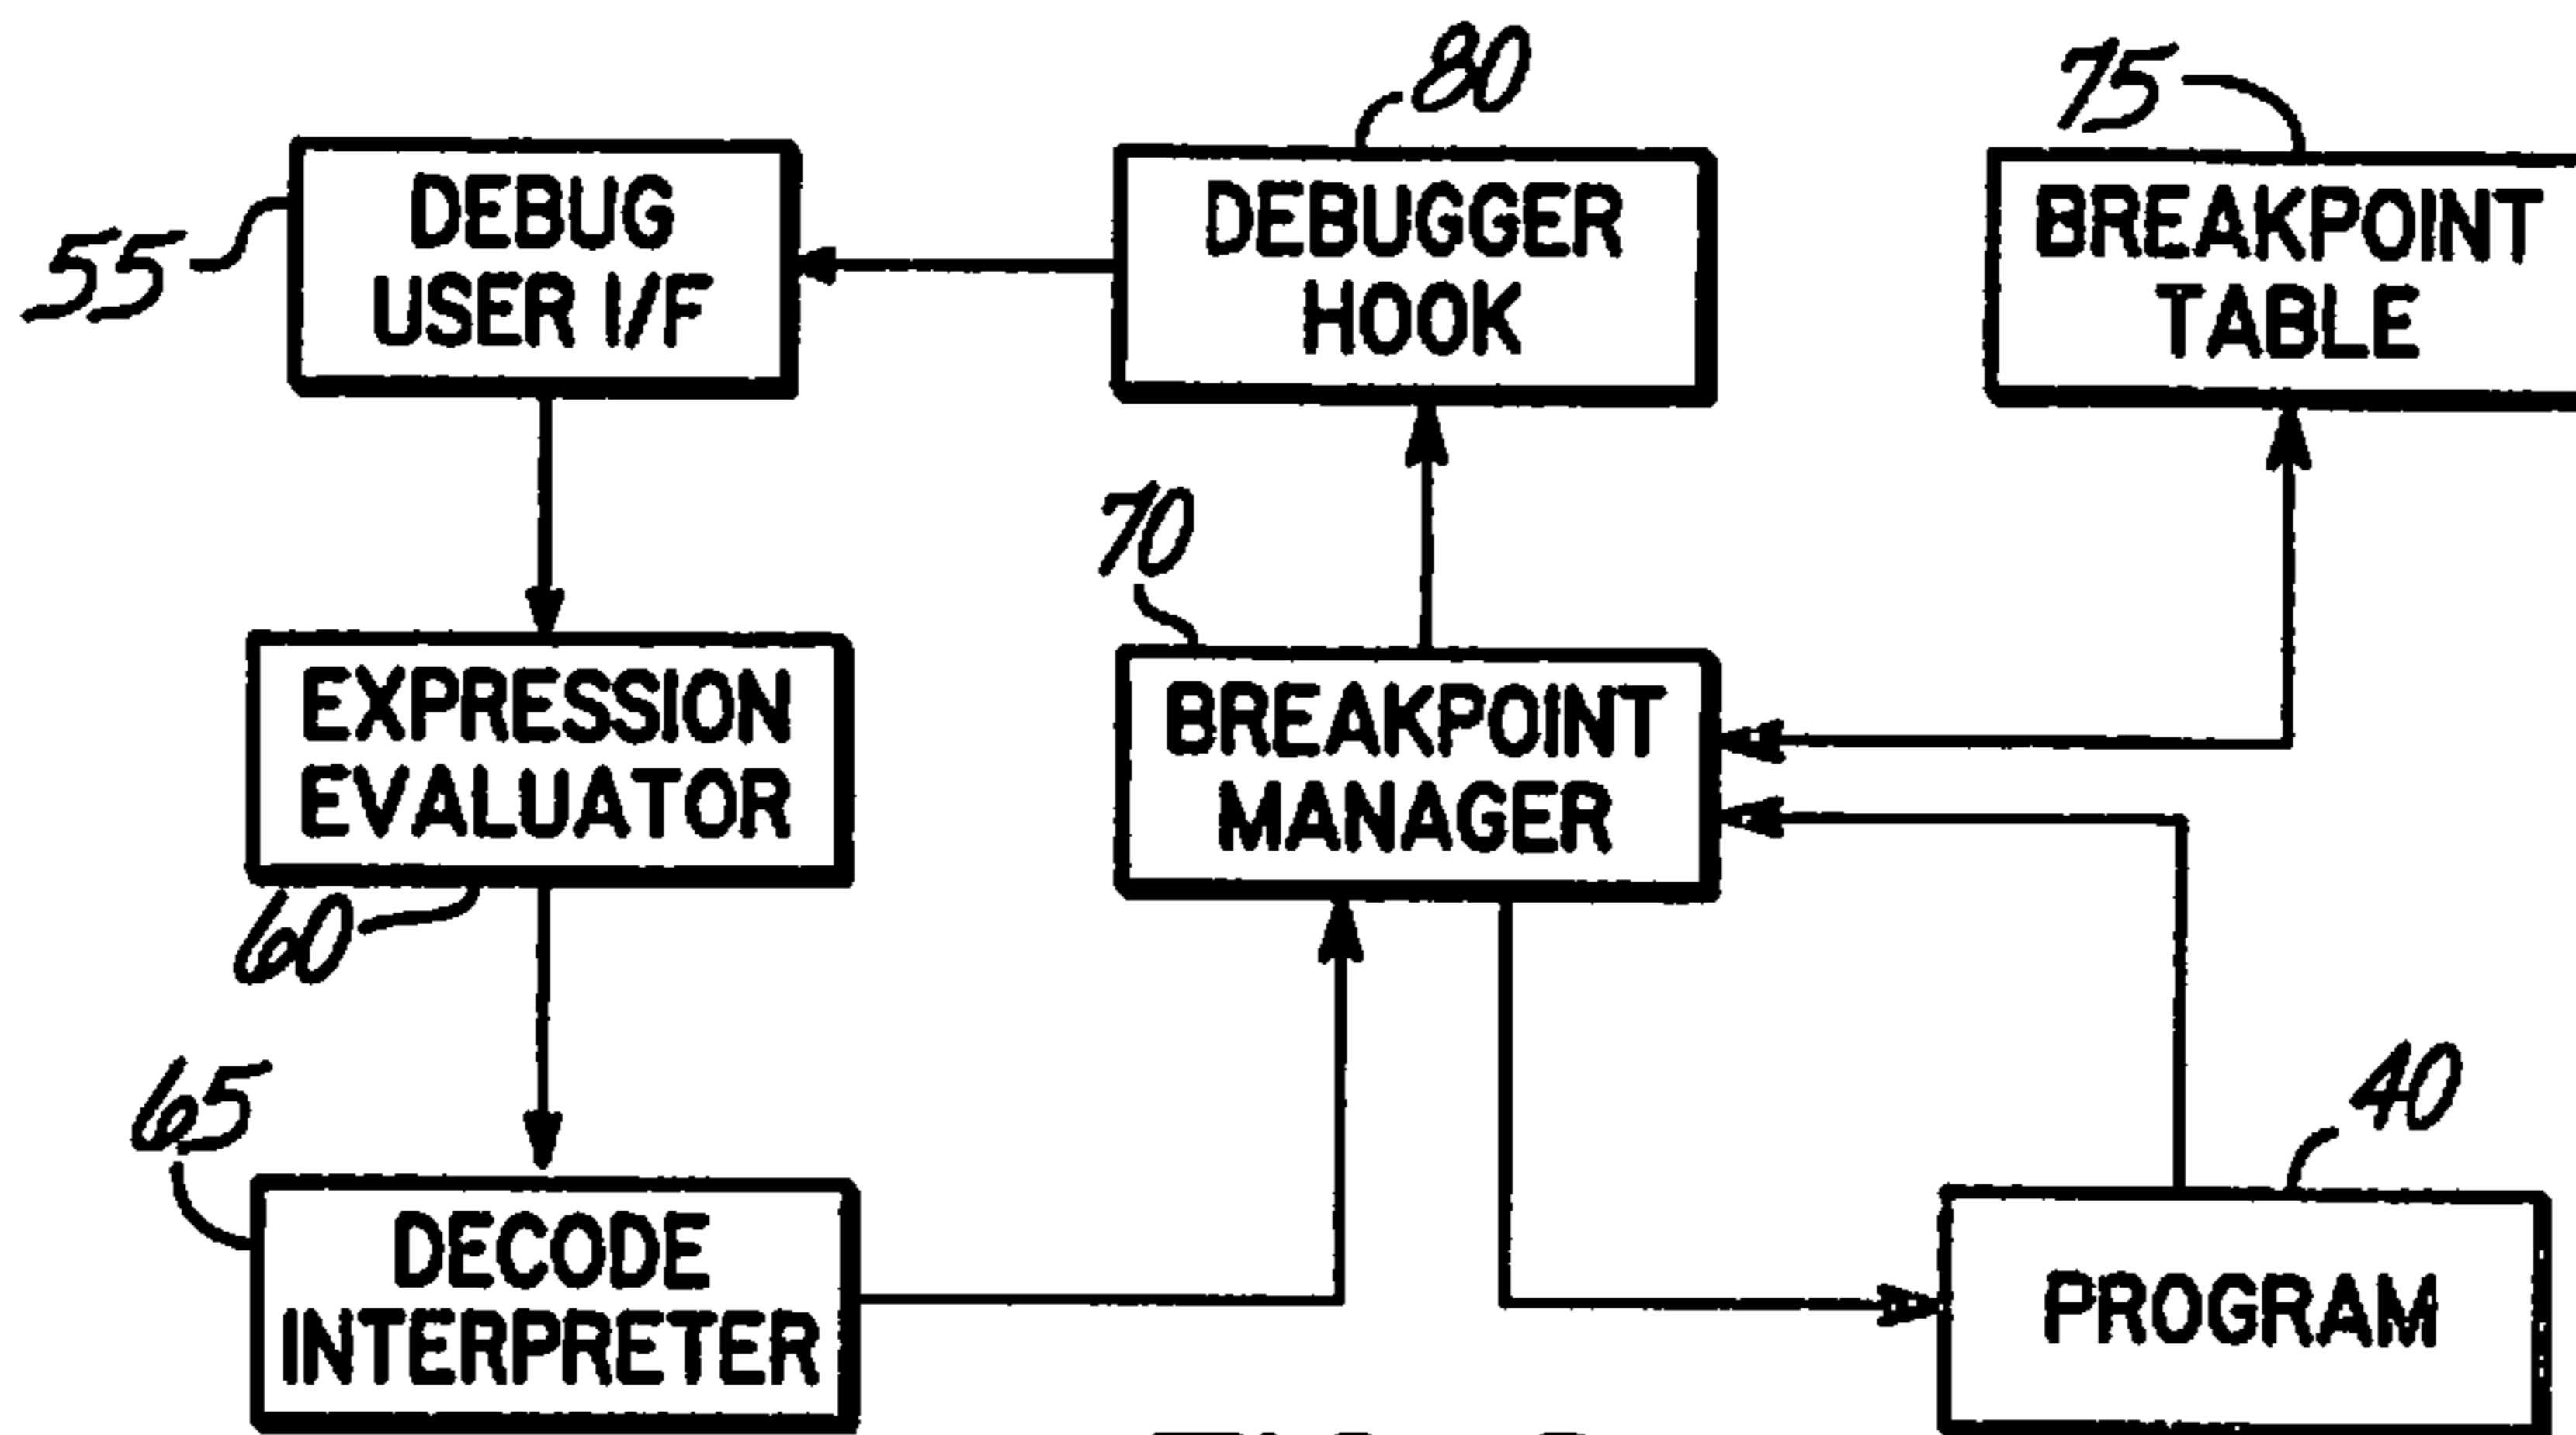 80
75
55
DEBUG
USER I/F
DEBUGGER
HOOK
BREAKPOINT
TABLE
70
EXPRESSION
EVALUATOR
BREAKPOINT
MANAGER
60
65
40
DECODE
INTERPRETER
PROGRAM